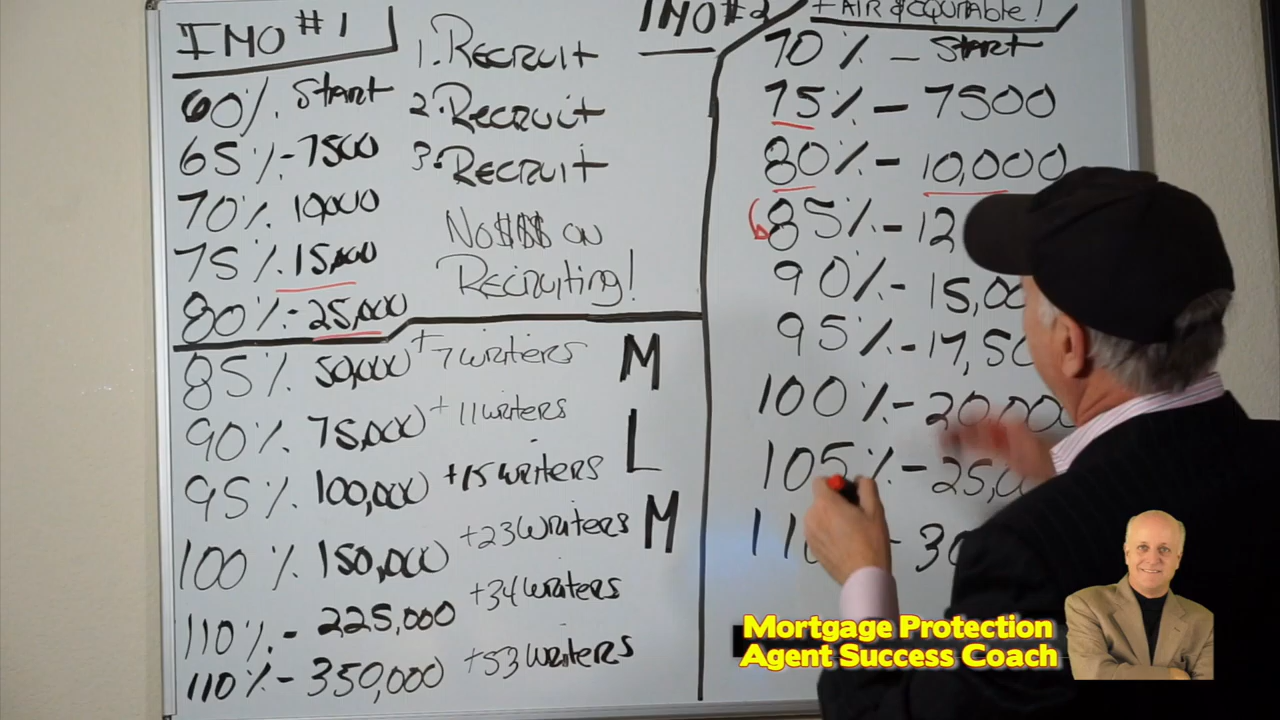 IMO #1
60% Start
65% - 7500
70% 10,000
75% 15,000
80% - 25,000
1. Recruit
2. Recruit
3. Recruit
No $$$$ on
Recruiting!
85% 50,000 + 7 writers
90% 75,000 + 11 writers
95% 100,000 + 15 writers
100% 150,000 + 23 writers
110% - 225,000 + 34 writers
110% - 350,000 + 53 writers
M
L
M
IMO #2
70% - Start
75% - 7500
80% - 10,000
85% - 12
90% - 15,00
95% - 17,50
100% - 20,000
105% - 25,0
11 - 30
Mortgage Protection
Agent Success Coach